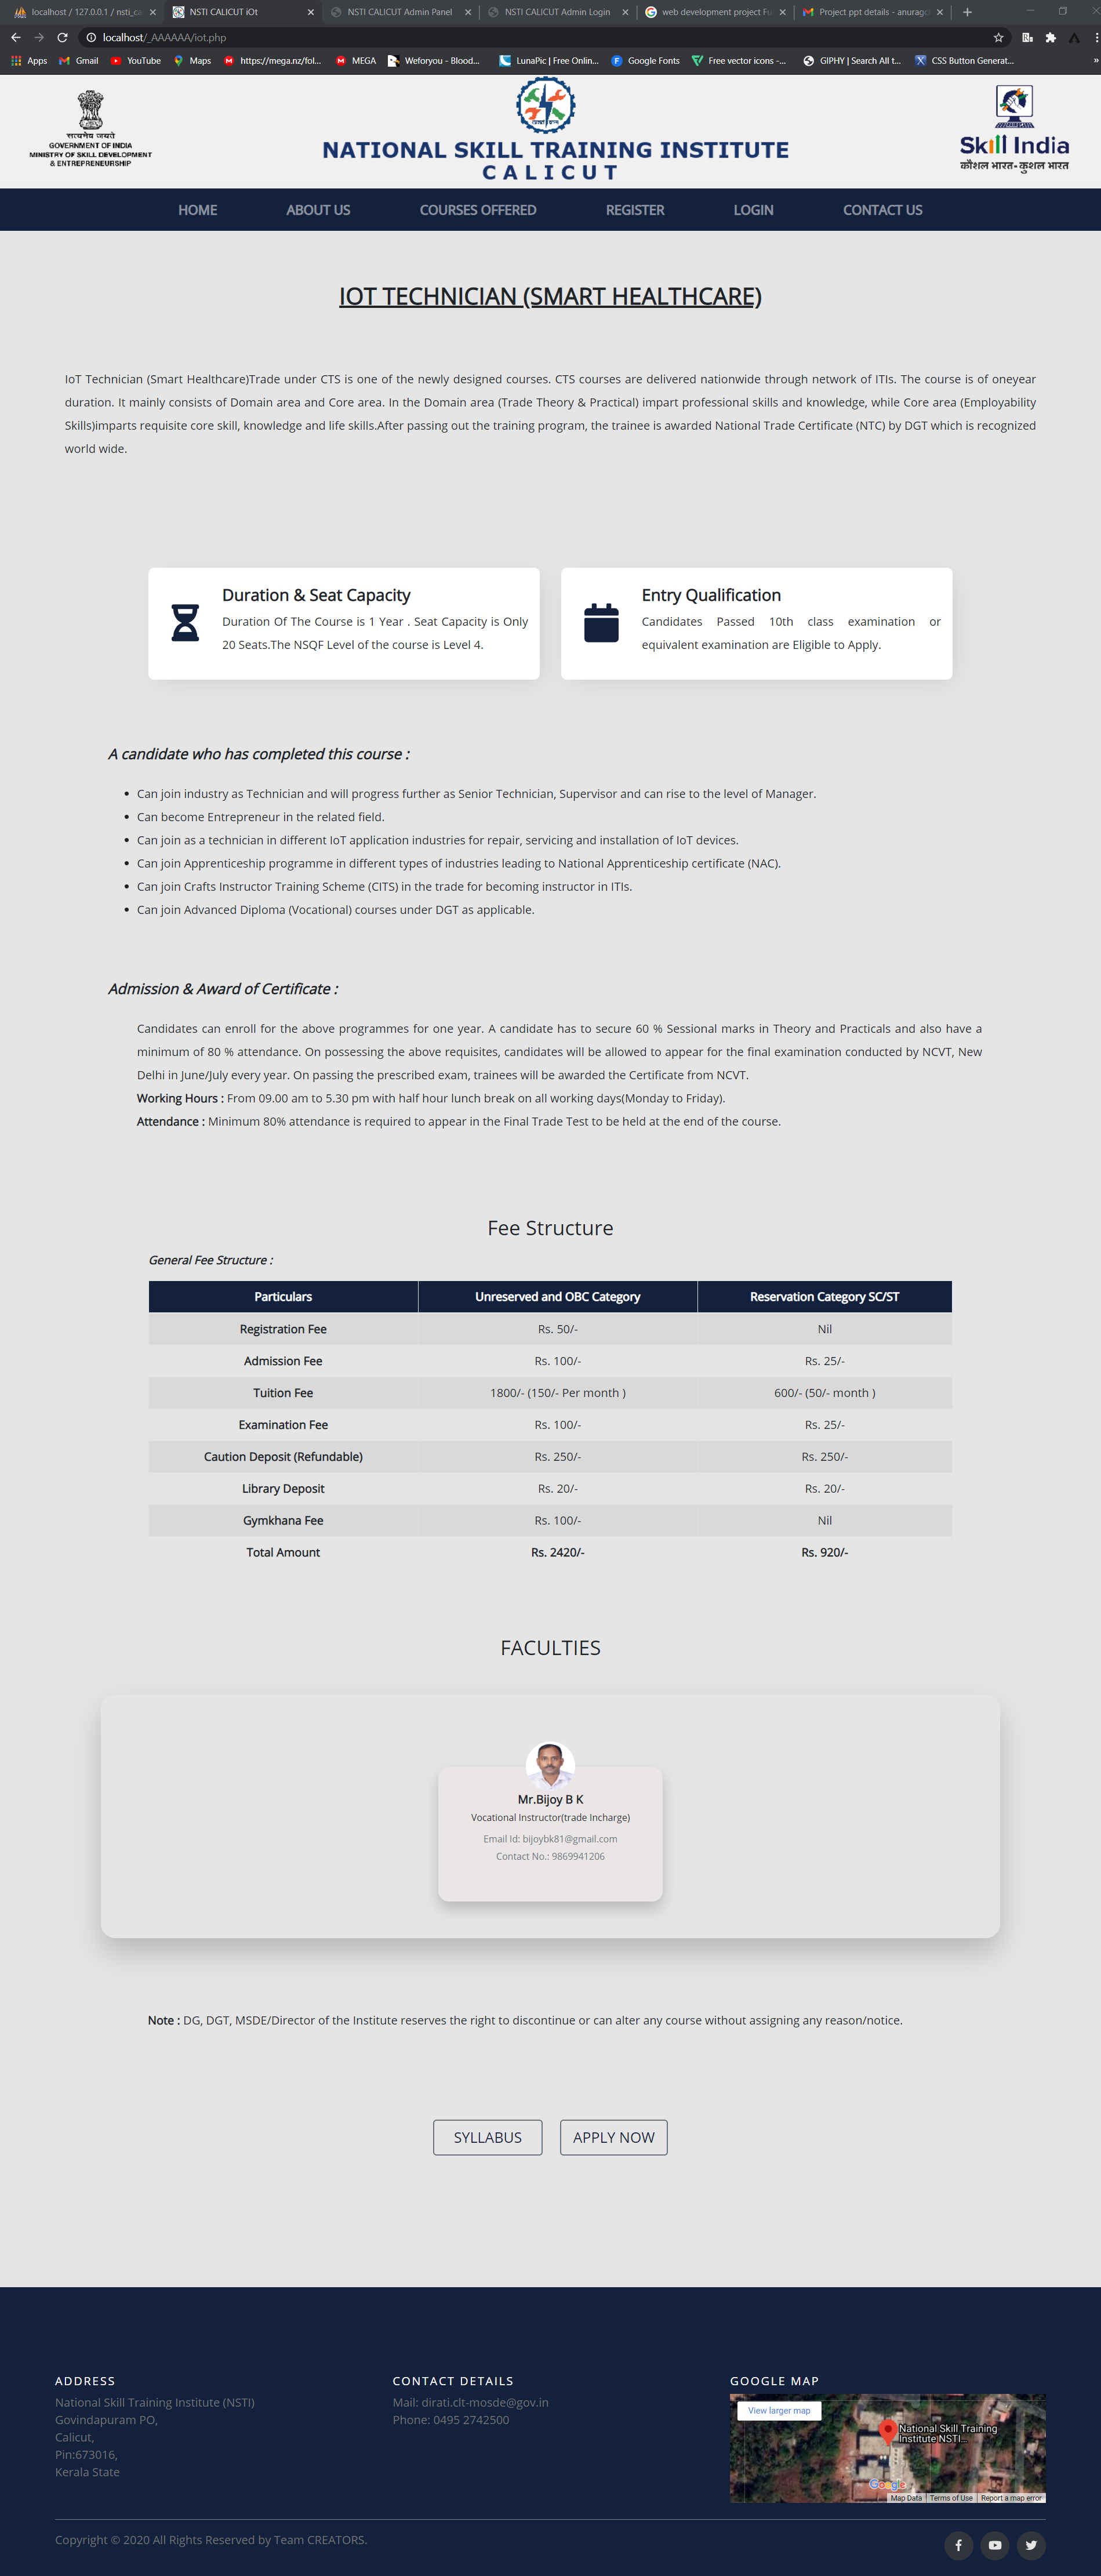 localhost / 127.0.0.1 / nsti_ca
NSTI CALICUT iOt
NSTI CALICUT Admin Panel
NSTI CALICUT Admin Login
web development project Fu
Project ppt details - anuragc
localhost/_AAAAAA/iot.php
Apps
Gmail
YouTube
Maps
https://mega.nz/fol...
MEGA
Weforyou - Blood...
LunaPic | Free Onlin...
Google Fonts
Free vector icons -...
GIPHY | Search All t...
CSS Button Generat...
»
सत्यमेव जयते
GOVERNMENT OF INDIA
MINISTRY OF SKILL DEVELOPMENT
& ENTREPRENEURSHIP
NATIONAL SKILL TRAINING INSTITUTE
CALICUT
Skill India
कौशल भारत-कुशल भारत
HOME
ABOUT US
COURSES OFFERED
REGISTER
LOGIN
CONTACT US
IOT TECHNICIAN (SMART HEALTHCARE)
IoT Technician (Smart Healthcare)Trade under CTS is one of the newly designed courses. CTS courses are delivered nationwide through network of ITIs. The course is of oneyear
duration. It mainly consists of Domain area and Core area. In the Domain area (Trade Theory & Practical) impart professional skills and knowledge, while Core area (Employability
Skills)imparts requisite core skill, knowledge and life skills.After passing out the training program, the trainee is awarded National Trade Certificate (NTC) by DGT which is recognized
world wide.
Duration & Seat Capacity
Duration Of The Course is 1 Year . Seat Capacity is Only
20 Seats.The NSQF Level of the course is Level 4.
Entry Qualification
Candidates Passed 10th class examination or
equivalent examination are Eligible to Apply.
A candidate who has completed this course :
• Can join industry as Technician and will progress further as Senior Technician, Supervisor and can rise to the level of Manager.
• Can become Entrepreneur in the related field.
• Can join as a technician in different IoT application industries for repair, servicing and installation of IoT devices.
• Can join Apprenticeship programme in different types of industries leading to National Apprenticeship certificate (NAC).
• Can join Crafts Instructor Training Scheme (CITS) in the trade for becoming instructor in ITIs.
• Can join Advanced Diploma (Vocational) courses under DGT as applicable.
Admission & Award of Certificate :
Candidates can enroll for the above programmes for one year. A candidate has to secure 60 % Sessional marks in Theory and Practicals and also have a
minimum of 80 % attendance. On possessing the above requisites, candidates will be allowed to appear for the final examination conducted by NCVT, New
Delhi in June/July every year. On passing the prescribed exam, trainees will be awarded the Certificate from NCVT.
Working Hours : From 09.00 am to 5.30 pm with half hour lunch break on all working days(Monday to Friday).
Attendance : Minimum 80% attendance is required to appear in the Final Trade Test to be held at the end of the course.
Fee Structure
General Fee Structure :
Particulars Unreserved and OBC Category Reservation Category SC/ST
Registration Fee Rs. 50/- Nil
Admission Fee Rs. 100/- Rs. 25/-
Tuition Fee 1800/- (150/- Per month ) 600/- (50/- month )
Examination Fee Rs. 100/- Rs. 25/-
Caution Deposit (Refundable) Rs. 250/- Rs. 250/-
Library Deposit Rs. 20/- Rs. 20/-
Gymkhana Fee Rs. 100/- Nil
Total Amount Rs. 2420/- Rs. 920/-
FACULTIES
Mr.Bijoy B K
Vocational Instructor(trade Incharge)
Email Id: bijoybk81@gmail.com
Contact No.: 9869941206
Note : DG, DGT, MSDE/Director of the Institute reserves the right to discontinue or can alter any course without assigning any reason/notice.
SYLLABUS
APPLY NOW
ADDRESS
National Skill Training Institute (NSTI)
Govindapuram PO,
Calicut,
Pin:673016,
Kerala State
CONTACT DETAILS
Mail: dirati.clt-mosde@gov.in
Phone: 0495 2742500
GOOGLE MAP
View larger map
National Skill Training
Institute NSTI...
Google
Map Data
Terms of Use
Report a map error
Copyright © 2020 All Rights Reserved by Team CREATORS.